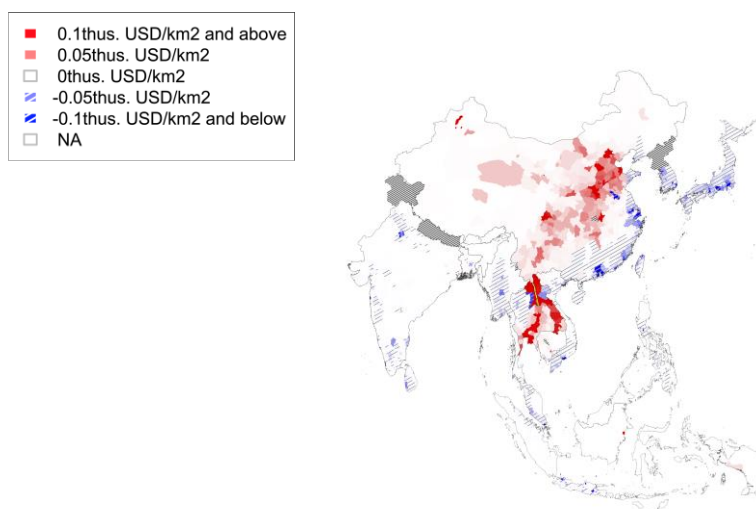 0.1thus. USD/km2 and above
0.05thus. USD/km2
0thus. USD/km2
-0.05thus. USD/km2
-0.1thus. USD/km2 and below
NA